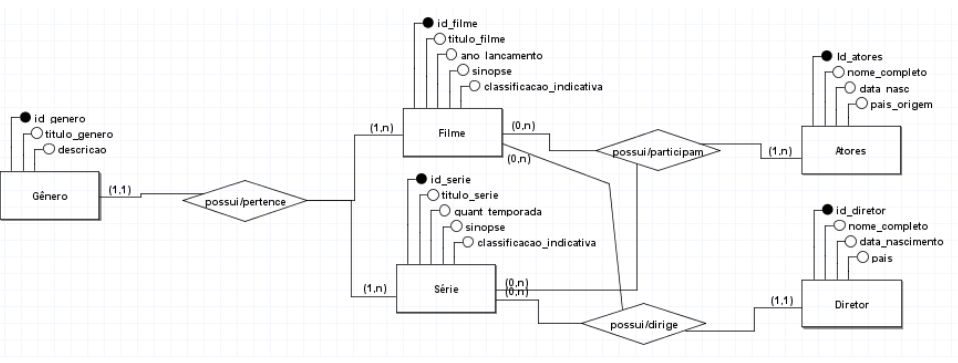 id_filme
titulo_filme
ano_lancamento
sinopse
classificacao_indicativa
Filme
id_genero
titulo_genero
descricao
Gênero
(1,1)
possui/pertence
(1,n)
(1,n)
id_serie
titulo_serie
quant_temporada
sinopse
classificacao_indicativa
Série
(0,n)
(0,n)
(0,n)
(0,n)
possui/participam
(1,n)
Id_atores
nome_completo
data_nasc
pais_origem
Atores
possui/dirige
(1,1)
id_diretor
nome_completo
data_nascimento
pais
Diretor